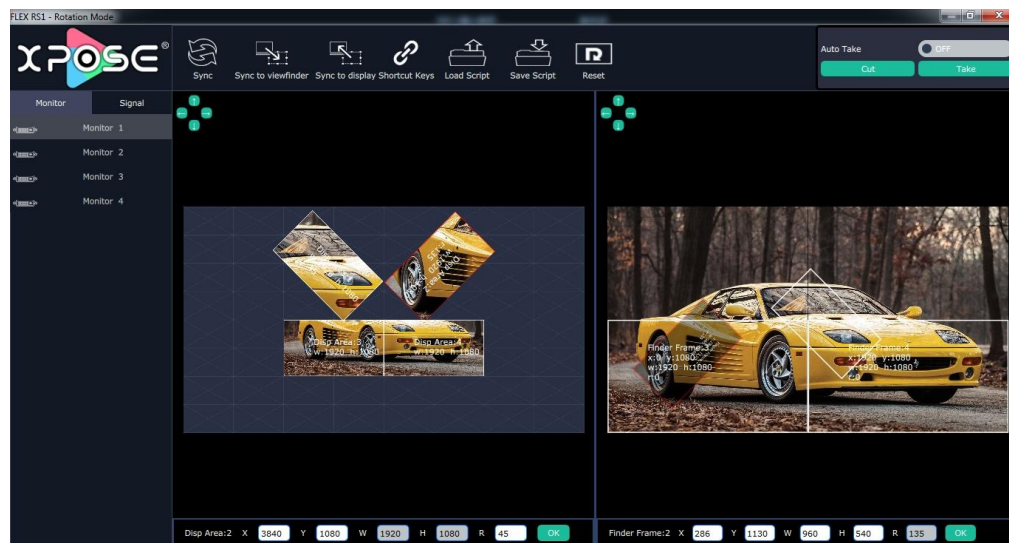 FLEX RS1 - Rotation Mode
XPOSE®
Sync
Sync to viewfinder
Sync to display
Shortcut Keys
Load Script
Save Script
Reset
Auto Take
OFF
Cut
Take
Monitor
Signal
Monitor 1
Monitor 2
Monitor 3
Monitor 4
Disp Area:3
w:1920 h:1080
Disp Area:4
w:1920 h:1080
Finder Frame:3
x:0 y:1080
w:1920 h:1080
r:0
Finder Frame:4
x:1920 y:1080
w:1920 h:1080
r:0
Disp Area:2 X 3840 Y 1080 W 1920 H 1080 R 45 OK
Finder Frame:2 X 286 Y 1130 W 960 H 540 R 135 OK